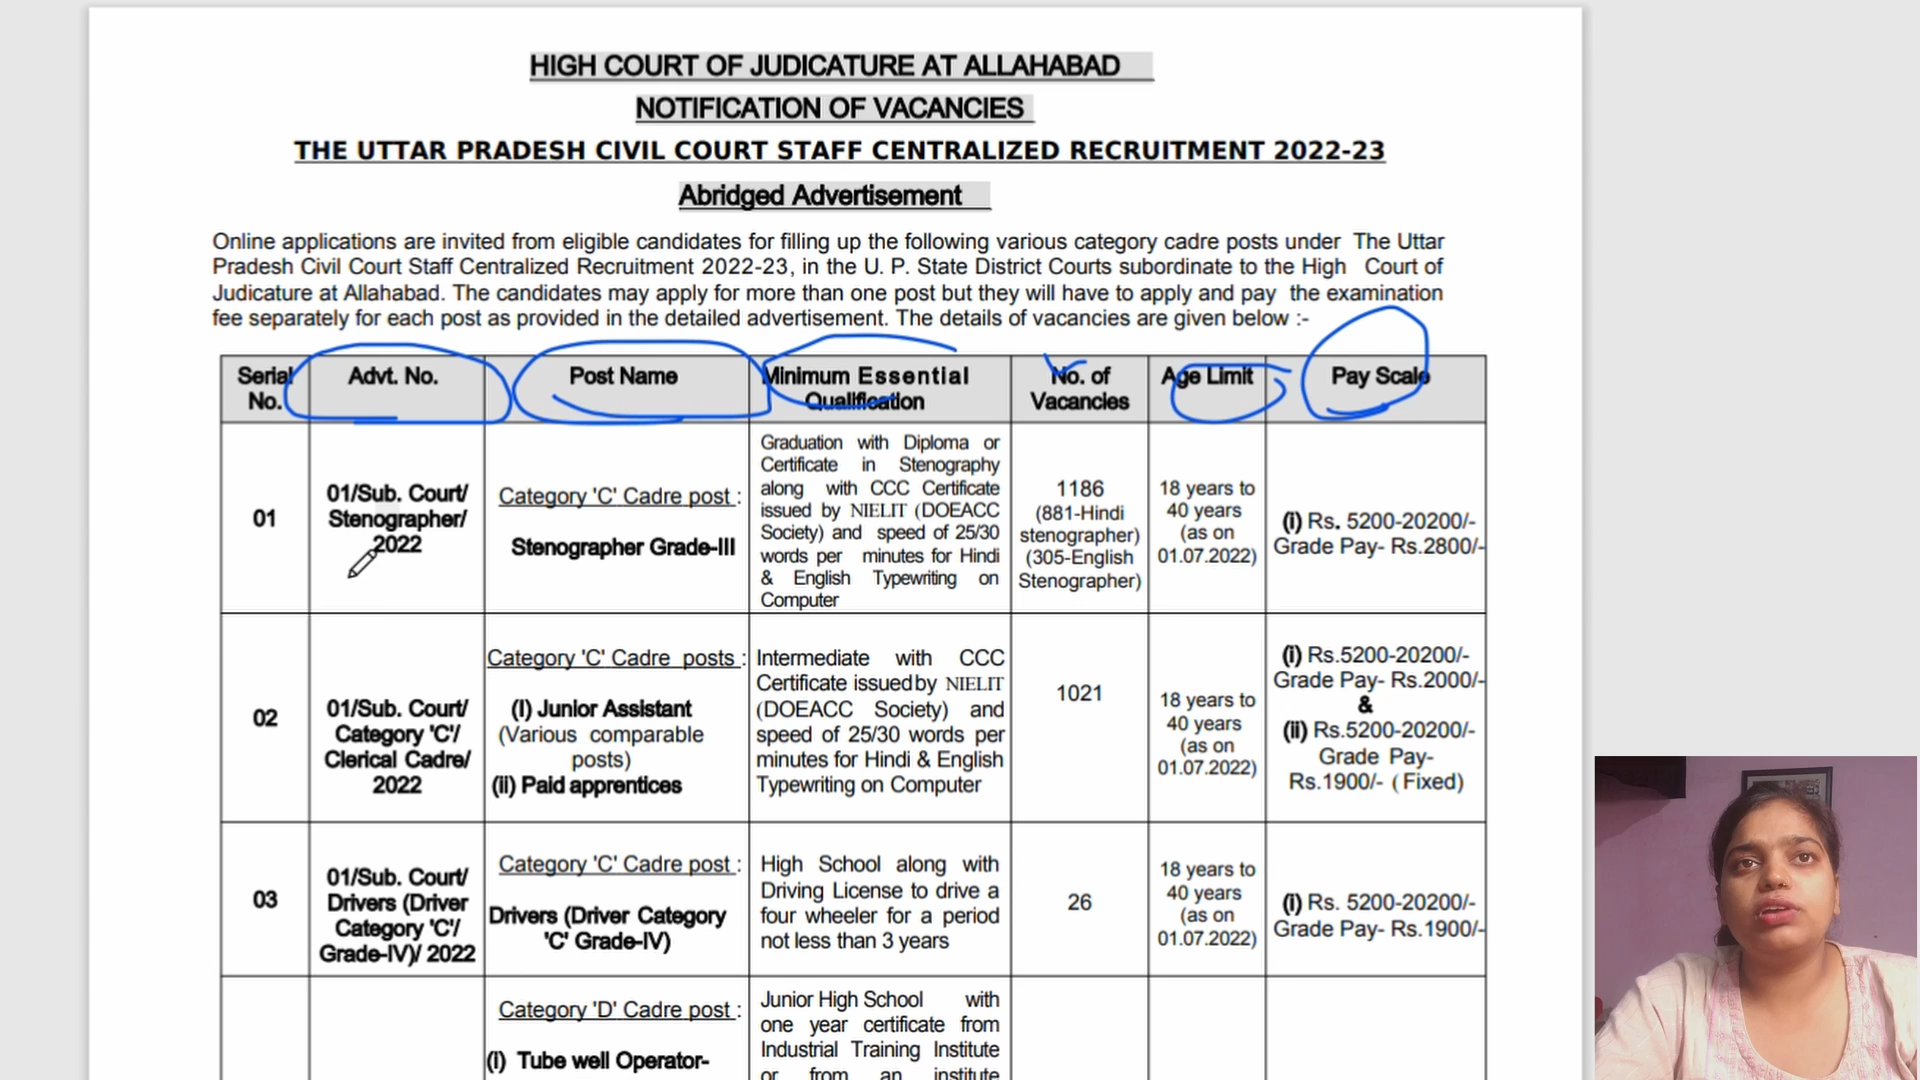 HIGH COURT OF JUDICATURE AT ALLAHABAD
NOTIFICATION OF VACANCIES
THE UTTAR PRADESH CIVIL COURT STAFF CENTRALIZED RECRUITMENT 2022-23
Abridged Advertisement
Online applications are invited from eligible candidates for filling up the following various category cadre posts under The Uttar
Pradesh Civil Court Staff Centralized Recruitment 2022-23, in the U. P. State District Courts subordinate to the High Court of
Judicature at Allahabad. The candidates may apply for more than one post but they will have to apply and pay the examination
fee separately for each post as provided in the detailed advertisement. The details of vacancies are given below :-
Serial
No.
Advt. No.
Post Name
Minimum Essential
Qualification
No. of
Vacancies
Age Limit
Pay Scale
01
01/Sub. Court/
Stenographer/
2022
Category 'C' Cadre post :
Stenographer Grade-III
Graduation with Diploma or
Certificate in Stenography
along with CCC Certificate
issued by NIELIT (DOEACC
Society) and speed of 25/30
words per minutes for Hindi
& English Typewriting on
Computer
1186
(881-Hindi
stenographer)
(305-English
Stenographer)
18 years to
40 years
(as on
01.07.2022)
(i) Rs. 5200-20200/-
Grade Pay- Rs.2800/-
02
01/Sub. Court/
Category 'C'/
Clerical Cadre/
2022
Category 'C' Cadre posts :
(I) Junior Assistant
(Various comparable
posts)
(ii) Paid apprentices
Intermediate with CCC
Certificate issued by NIELIT
(DOEACC Society) and
speed of 25/30 words per
minutes for Hindi & English
Typewriting on Computer
1021
18 years to
40 years
(as on
01.07.2022)
(i) Rs.5200-20200/-
Grade Pay- Rs.2000/-
&
(ii) Rs.5200-20200/-
Grade Pay-
Rs.1900/- (Fixed)
03
01/Sub. Court/
Drivers (Driver
Category 'C'/
Grade-IV)/ 2022
Category 'C' Cadre post :
Drivers (Driver Category
'C' Grade-IV)
High School along with
Driving License to drive a
four wheeler for a period
not less than 3 years
26
18 years to
40 years
(as on
01.07.2022)
(i) Rs. 5200-20200/-
Grade Pay- Rs.1900/-
Category 'D' Cadre post :
(i) Tube well Operator-
Junior High School with
one year certificate from
Industrial Training Institute
or from an institute